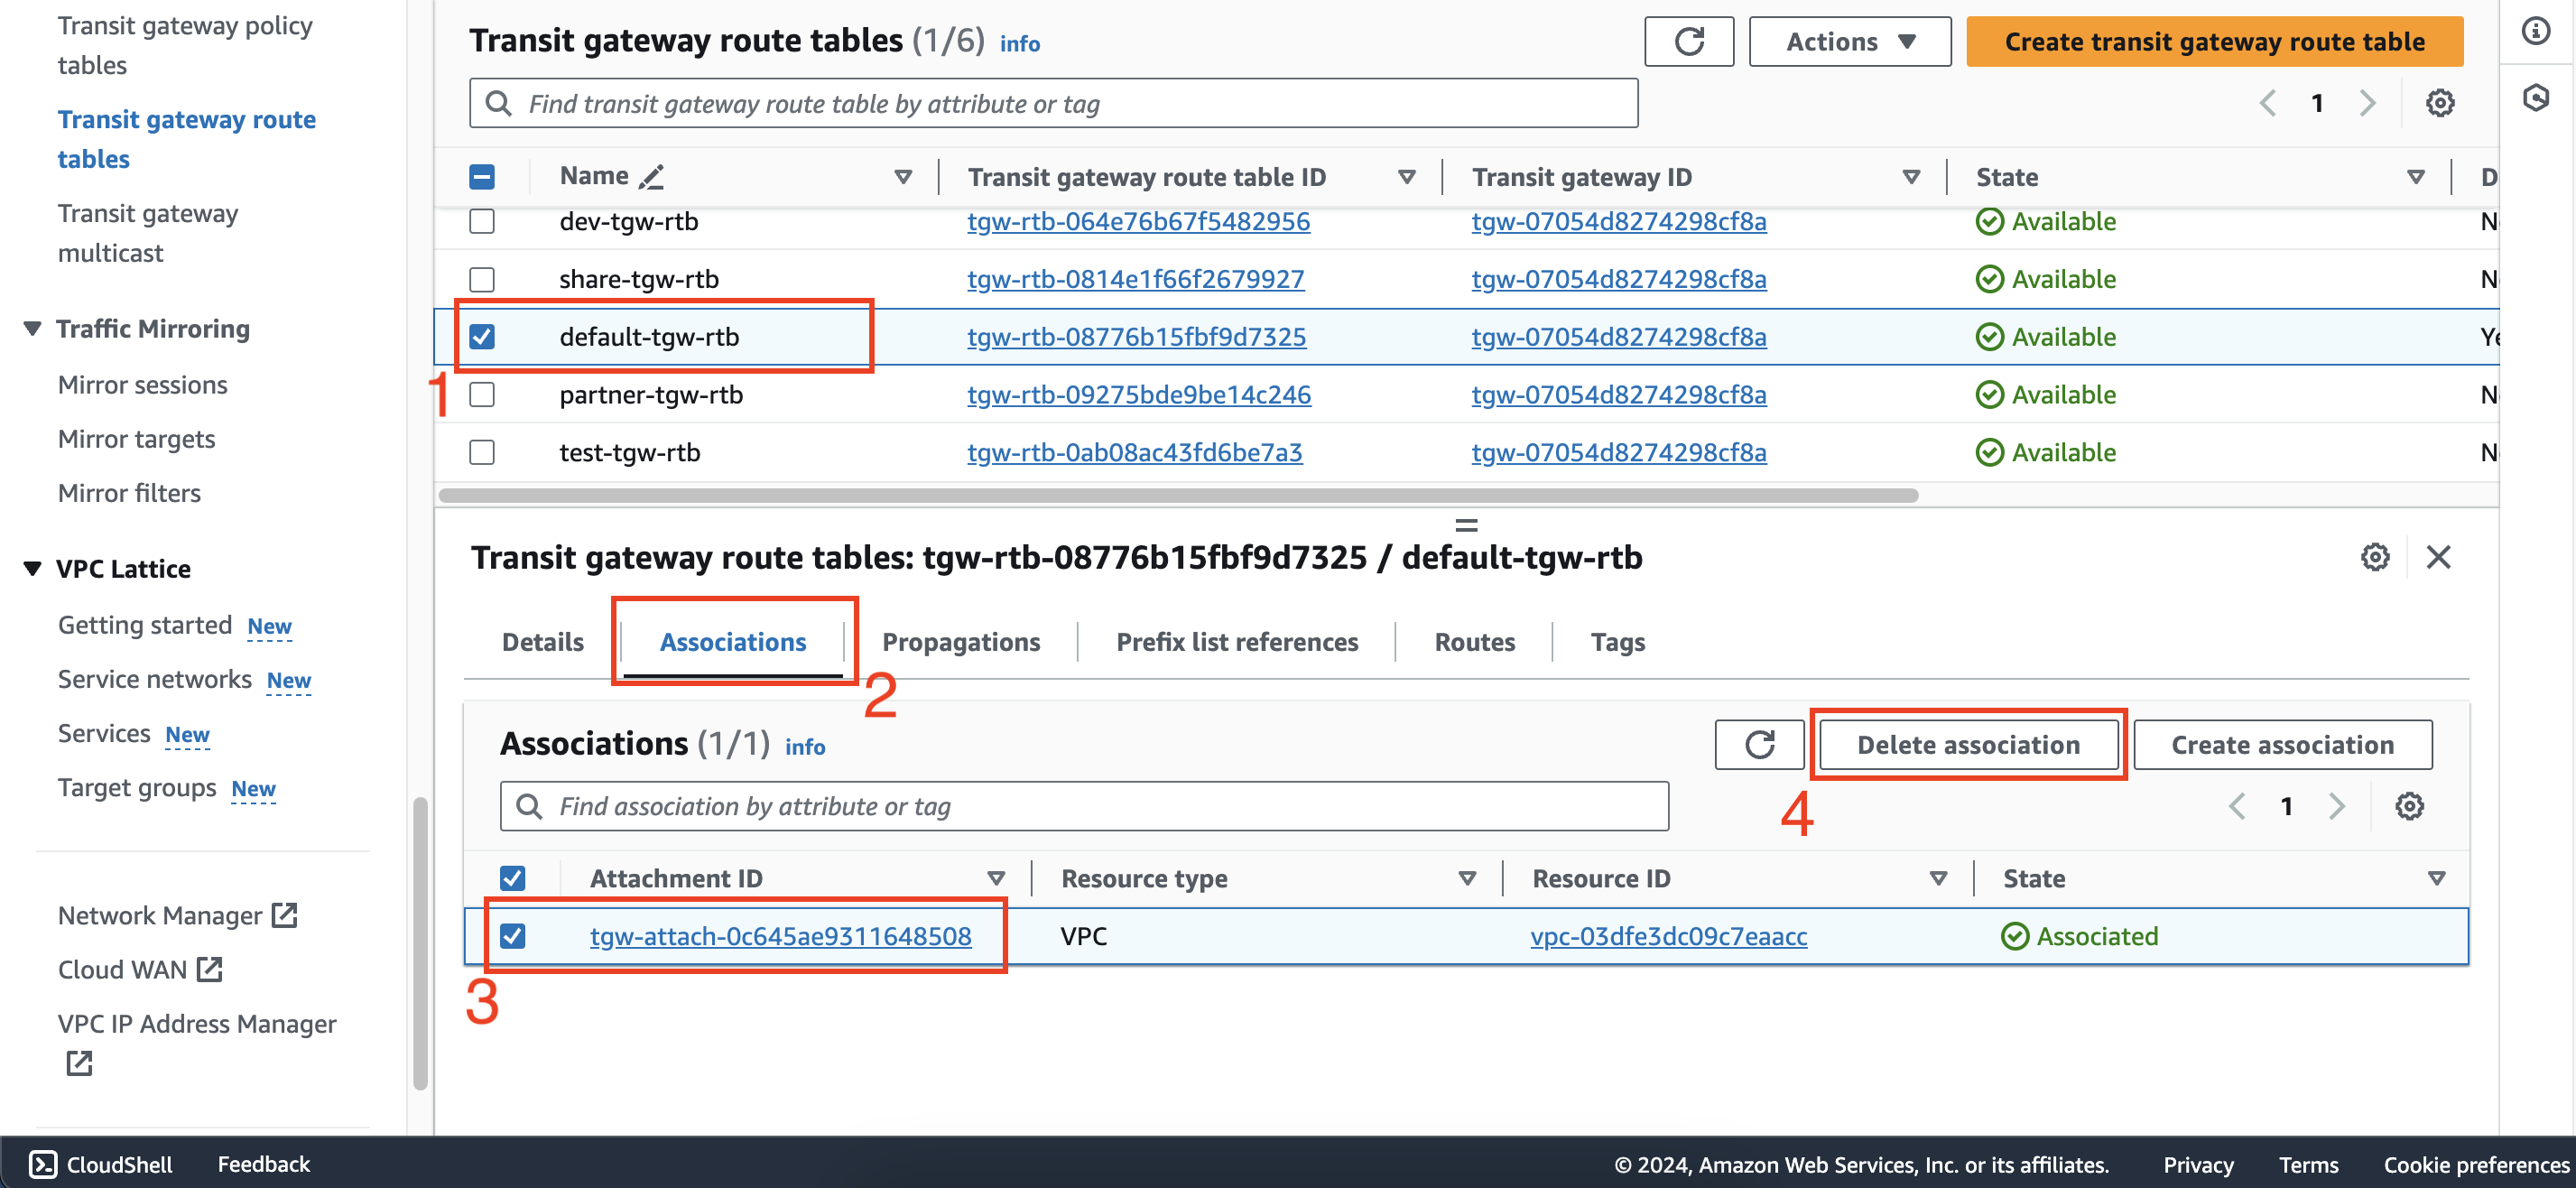 Transit gateway policy
tables
Transit gateway route
tables
Transit gateway
multicast
Traffic Mirroring
Mirror sessions
Mirror targets
Mirror filters
VPC Lattice
Getting started New
Service networks New
Services New
Target groups New
Network Manager
Cloud WAN
VPC IP Address Manager
Transit gateway route tables (1/6) info
Actions
Create transit gateway route table
Find transit gateway route table by attribute or tag
1
Name Transit gateway route table ID Transit gateway ID State D
dev-tgw-rtb tgw-rtb-064e76b67f5482956 tgw-07054d8274298cf8a Available N
share-tgw-rtb tgw-rtb-0814e1f66f2679927 tgw-07054d8274298cf8a Available N
default-tgw-rtb tgw-rtb-08776b15fbf9d7325 tgw-07054d8274298cf8a Available Ye
1
partner-tgw-rtb tgw-rtb-09275bde9be14c246 tgw-07054d8274298cf8a Available N
test-tgw-rtb tgw-rtb-0ab08ac43fd6be7a3 tgw-07054d8274298cf8a Available N
Transit gateway route tables: tgw-rtb-08776b15fbf9d7325 / default-tgw-rtb
Details Associations Propagations Prefix list references Routes Tags
2
Associations (1/1) info
Delete association Create association
4
Find association by attribute or tag
1
Attachment ID Resource type Resource ID State
tgw-attach-0c645ae9311648508 VPC vpc-03dfe3dc09c7eaacc Associated
3
CloudShell Feedback © 2024, Amazon Web Services, Inc. or its affiliates. Privacy Terms Cookie preferences